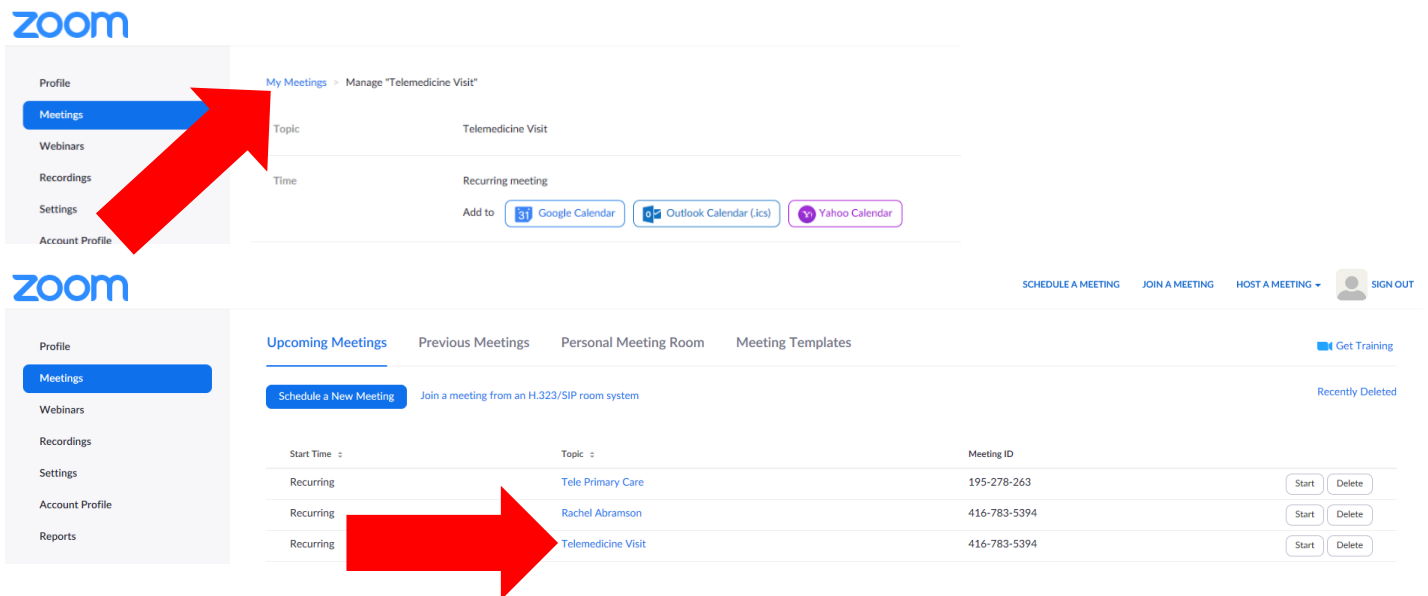 zoom
Profile
My Meetings > Manage "Telemedicine Visit"
Meetings
Topic Telemedicine Visit
Webinars
Recordings
Time Recurring meeting
Settings
Add to 31 Google Calendar Outlook Calendar (.ics) Yahoo Calendar
Account Profile
zoom
SCHEDULE A MEETING JOIN A MEETING HOST A MEETING SIGN OUT
Profile
Upcoming Meetings Previous Meetings Personal Meeting Room Meeting Templates
Get Training
Meetings
Schedule a New Meeting Join a meeting from an H.323/SIP room system Recently Deleted
Webinars
Recordings
Start Time Topic Meeting ID
Settings
Recurring Tele Primary Care 195-278-263 Start Delete
Account Profile
Recurring Rachel Abramson 416-783-5394 Start Delete
Reports
Recurring Telemedicine Visit 416-783-5394 Start Delete